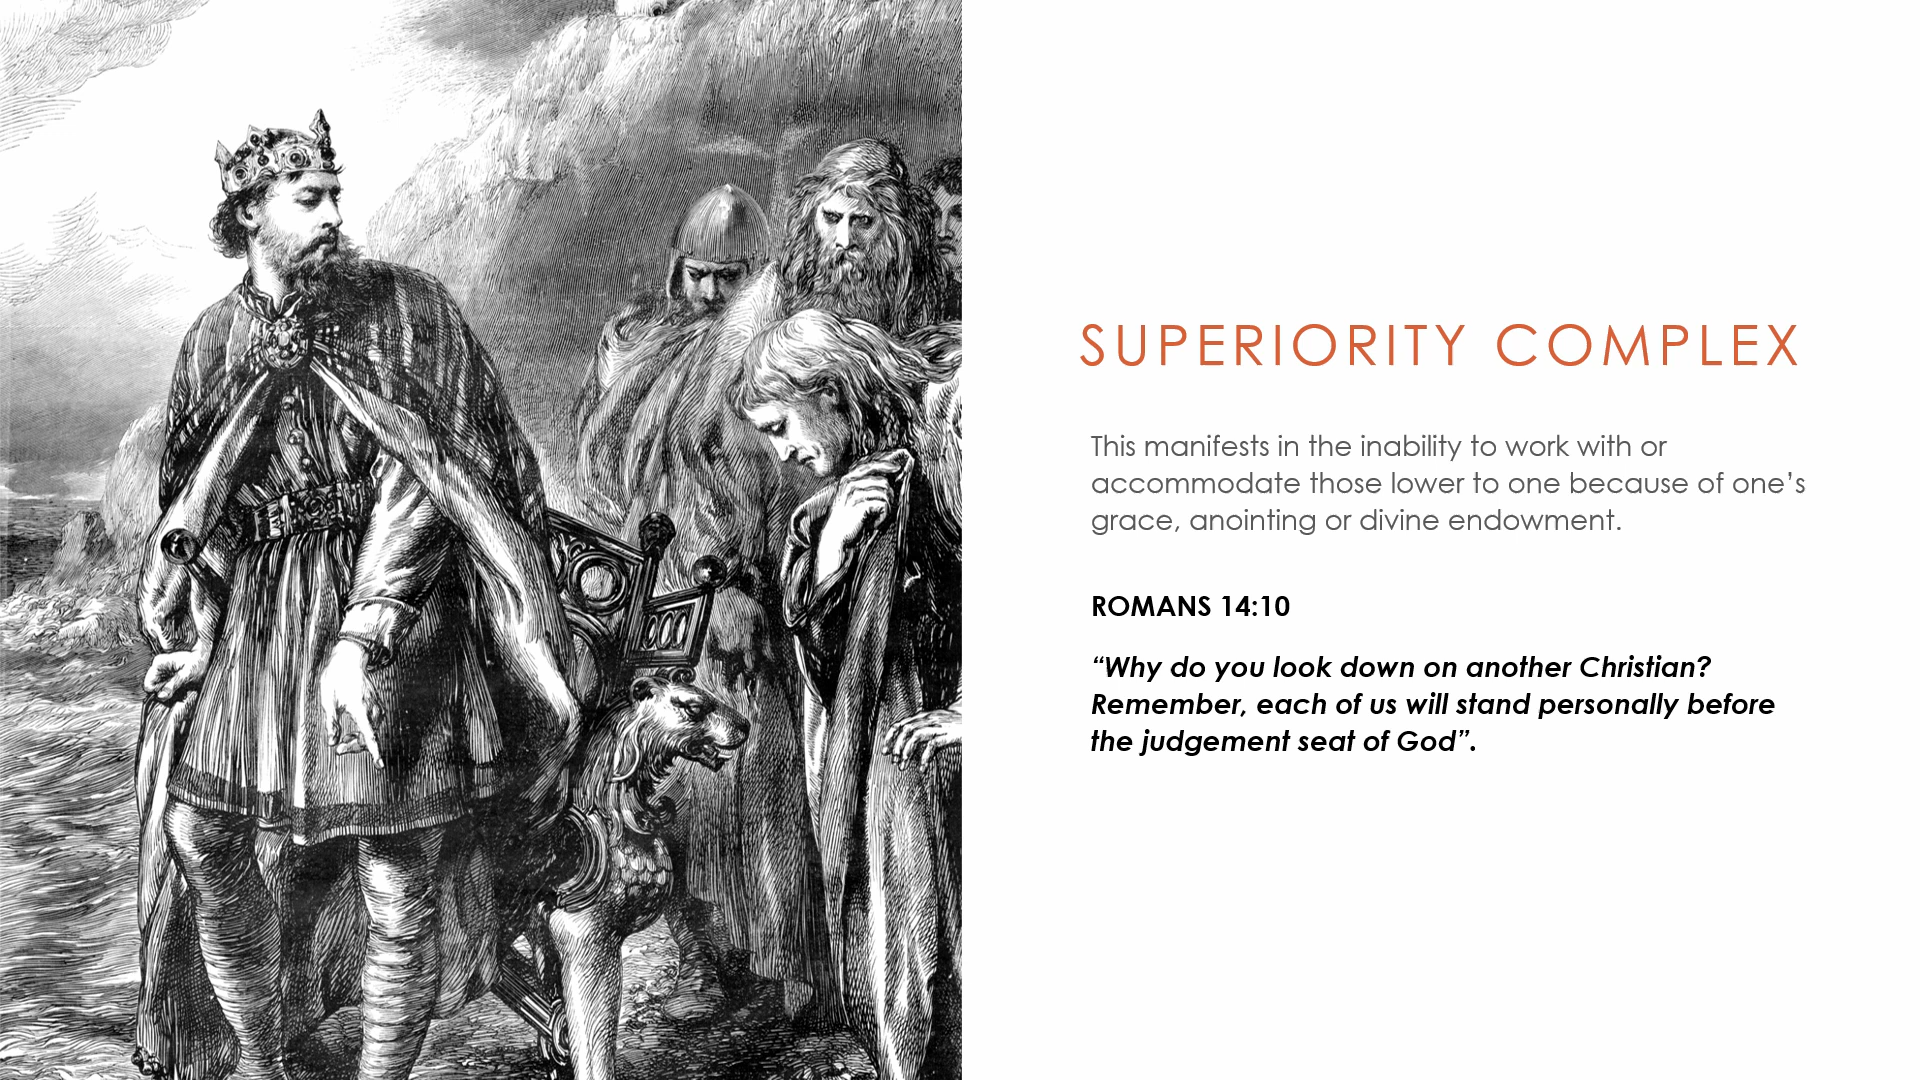 SUPERIORITY COMPLEX
This manifests in the inability to work with or
accommodate those lower to one because of one’s
grace, anointing or divine endowment.
ROMANS 14:10
“Why do you look down on another Christian?
Remember, each of us will stand personally before
the judgement seat of God”.